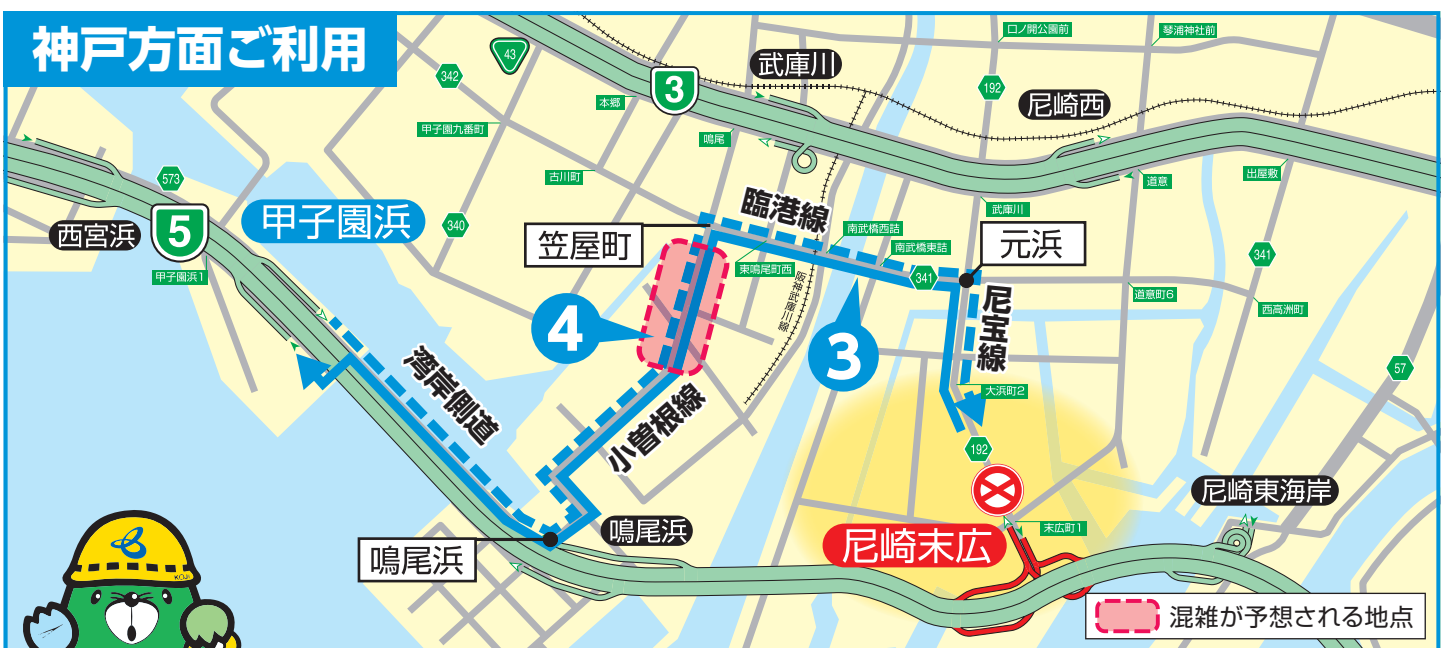 神戸方面ご利用
43
342
3
武庫川
口ノ開公園前
琴浦神社前
192
尼崎西
本郷
甲子園九番町
鳴尾
573
古川町
道意
出屋敷
武庫川
臨港線
甲子園浜
340
5
西宮浜
笠屋町
南武橋西詰
南武橋東詰
元浜
甲子園浜1
東鳴尾町西
341
341
阪神武庫川線
尼宝線
道意町6
西高洲町
4
3
湾岸側道
57
小曽根線
大浜町2
192
尼崎東海岸
鳴尾浜
鳴尾浜
尼崎末広
末広町1
KOJI
混雑が予想される地点